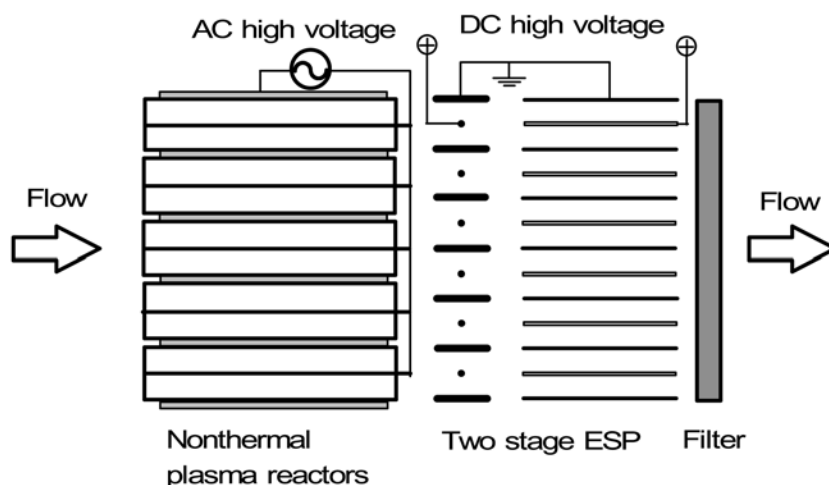 AC high voltage
DC high voltage
Flow
Flow
Nonthermal
plasma reactors
Two stage ESP
Filter